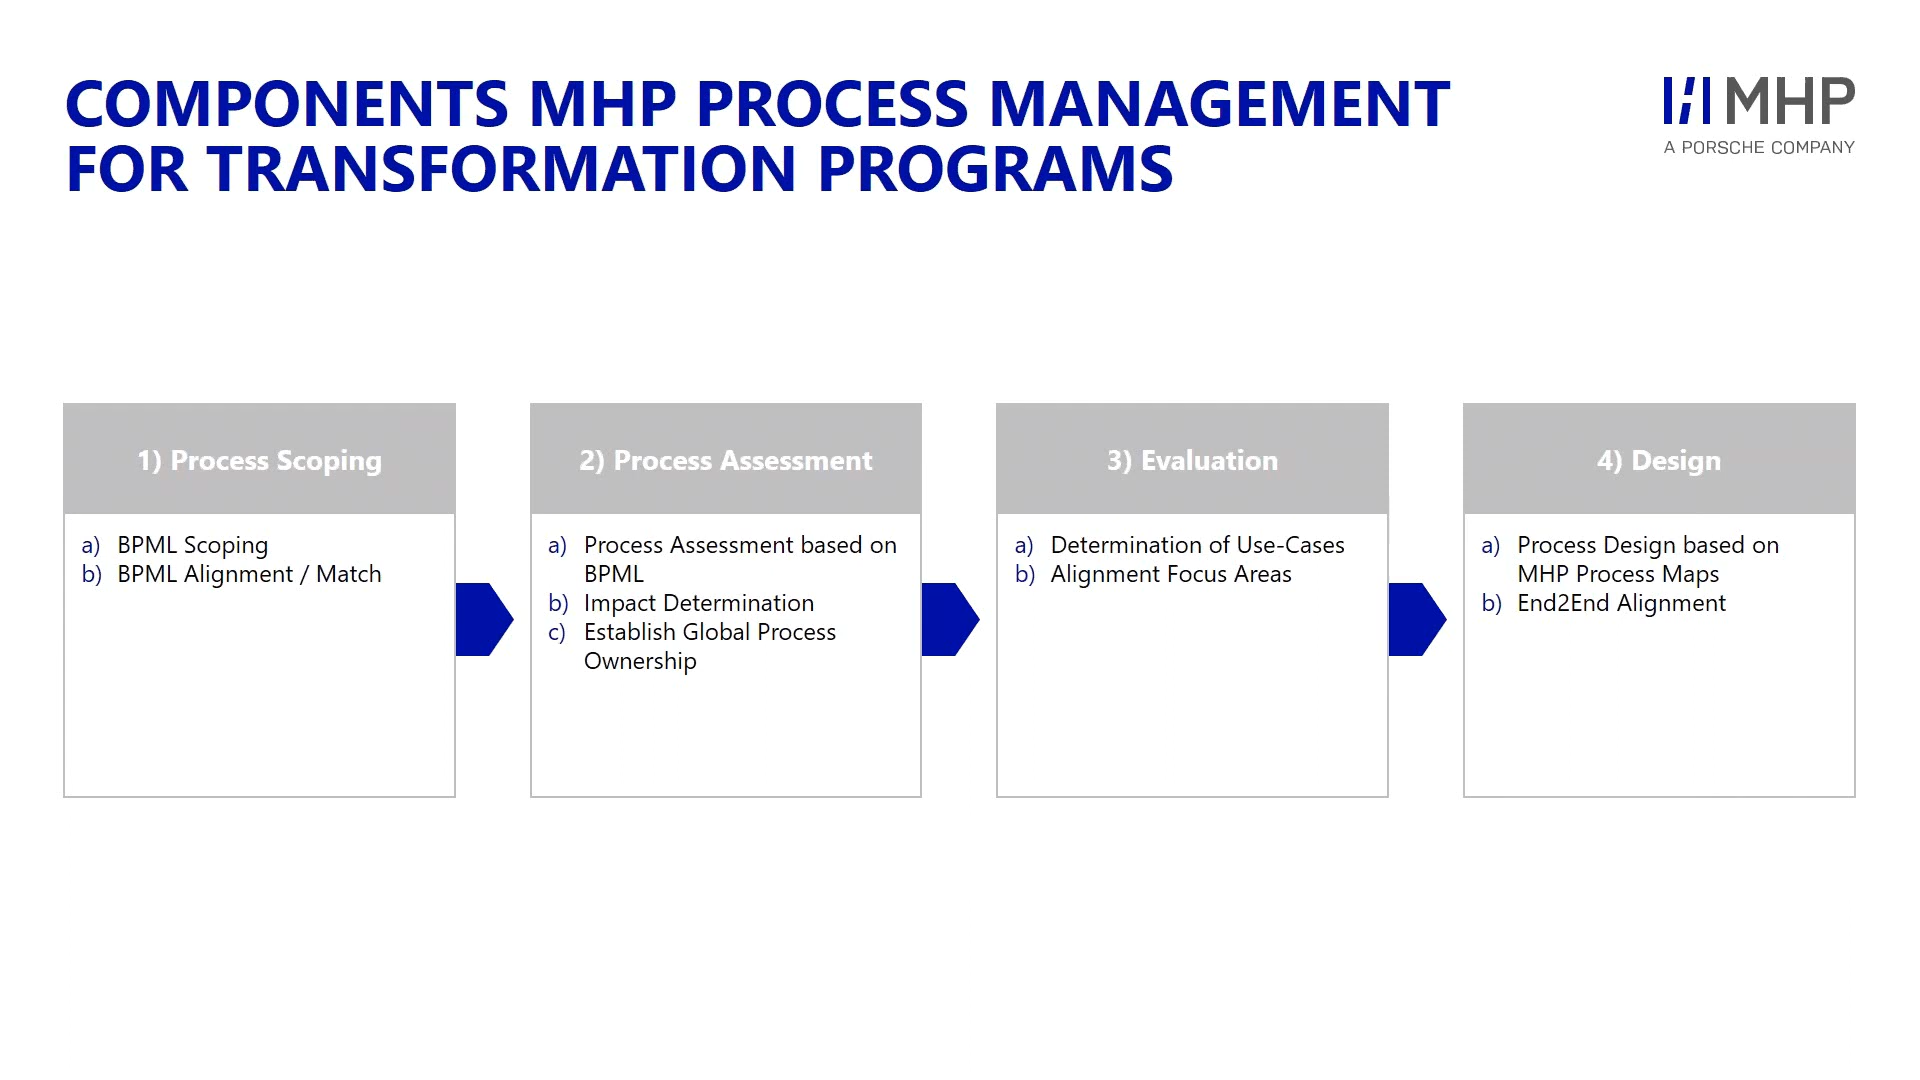 COMPONENTS MHP PROCESS MANAGEMENT
FOR TRANSFORMATION PROGRAMS
MHP
A PORSCHE COMPANY
1) Process Scoping
a) BPML Scoping
b) BPML Alignment / Match
2) Process Assessment
a) Process Assessment based on
BPML
b) Impact Determination
c) Establish Global Process
Ownership
3) Evaluation
a) Determination of Use-Cases
b) Alignment Focus Areas
4) Design
a) Process Design based on
MHP Process Maps
b) End2End Alignment